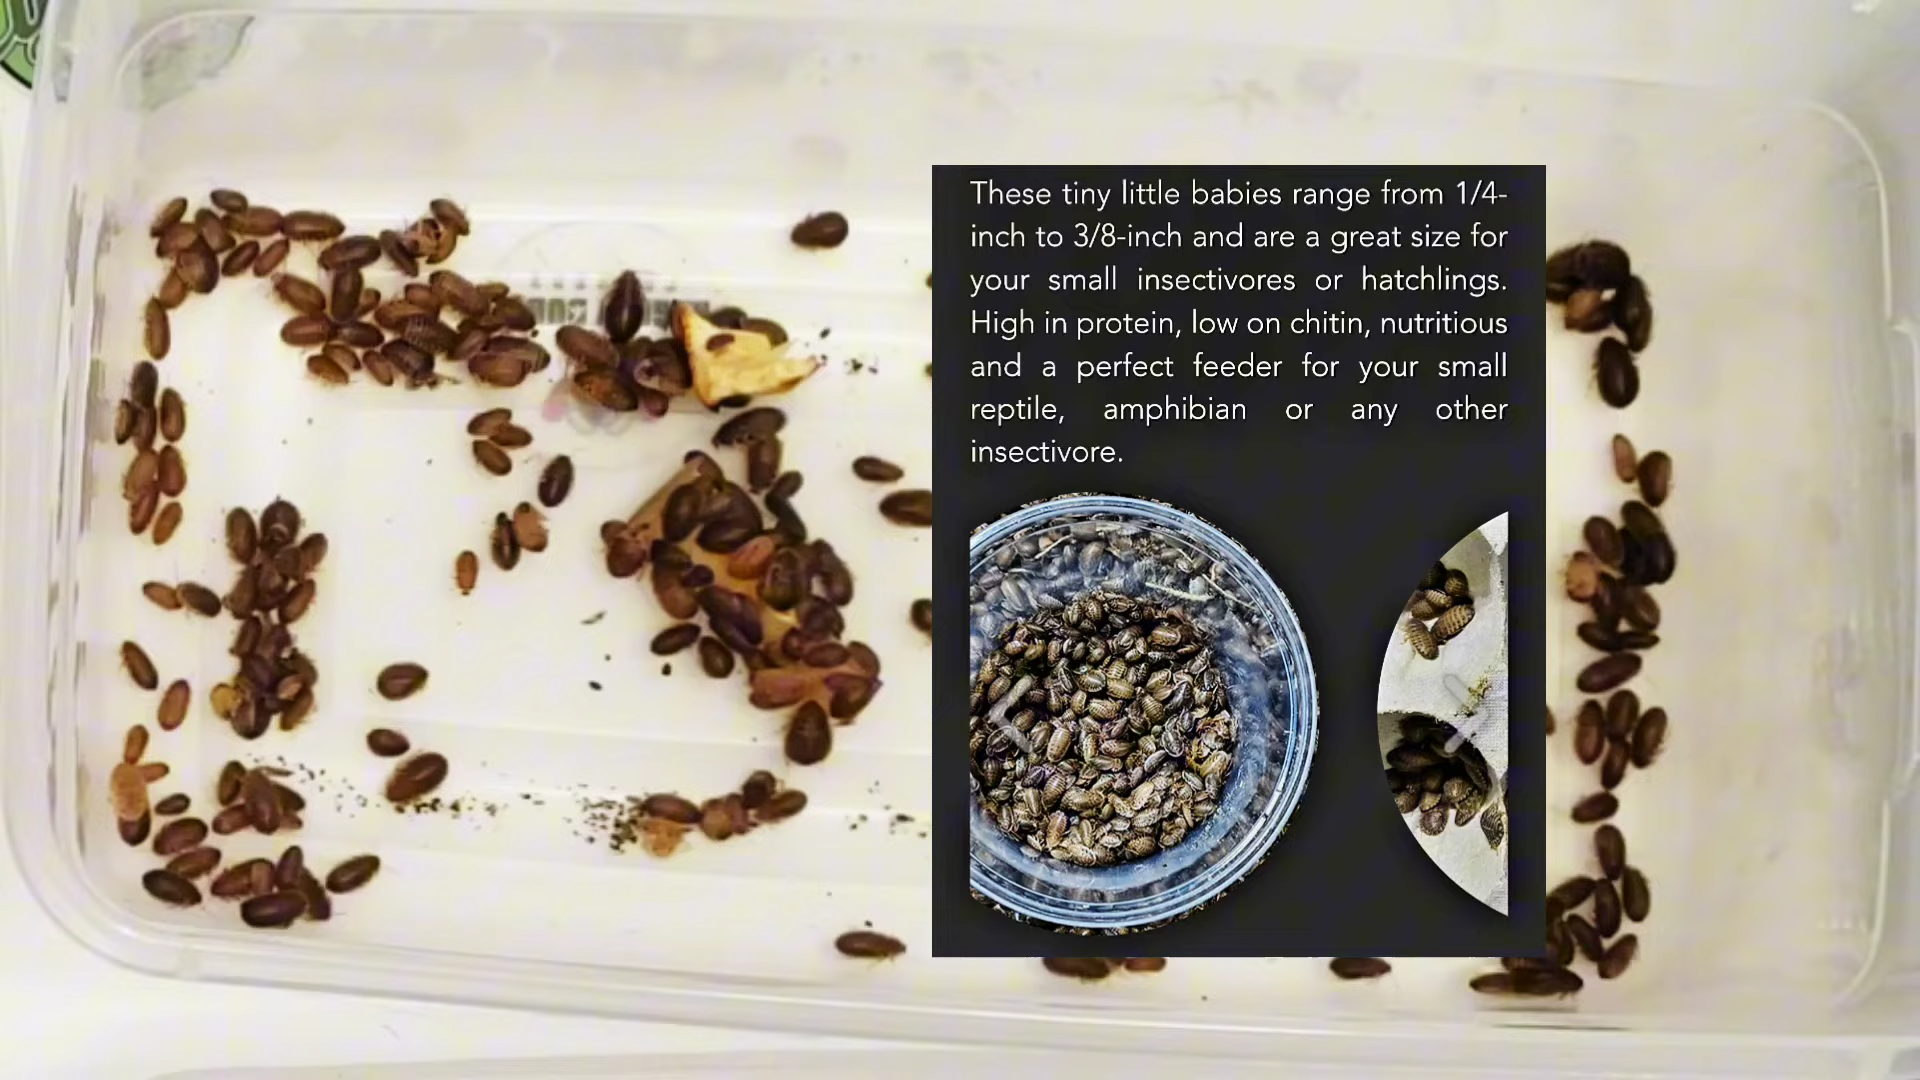 These tiny little babies range from 1/4-
inch to 3/8-inch and are a great size for
your small insectivores or hatchlings.
High in protein, low on chitin, nutritious
and a perfect feeder for your small
reptile, amphibian or any other
insectivore.